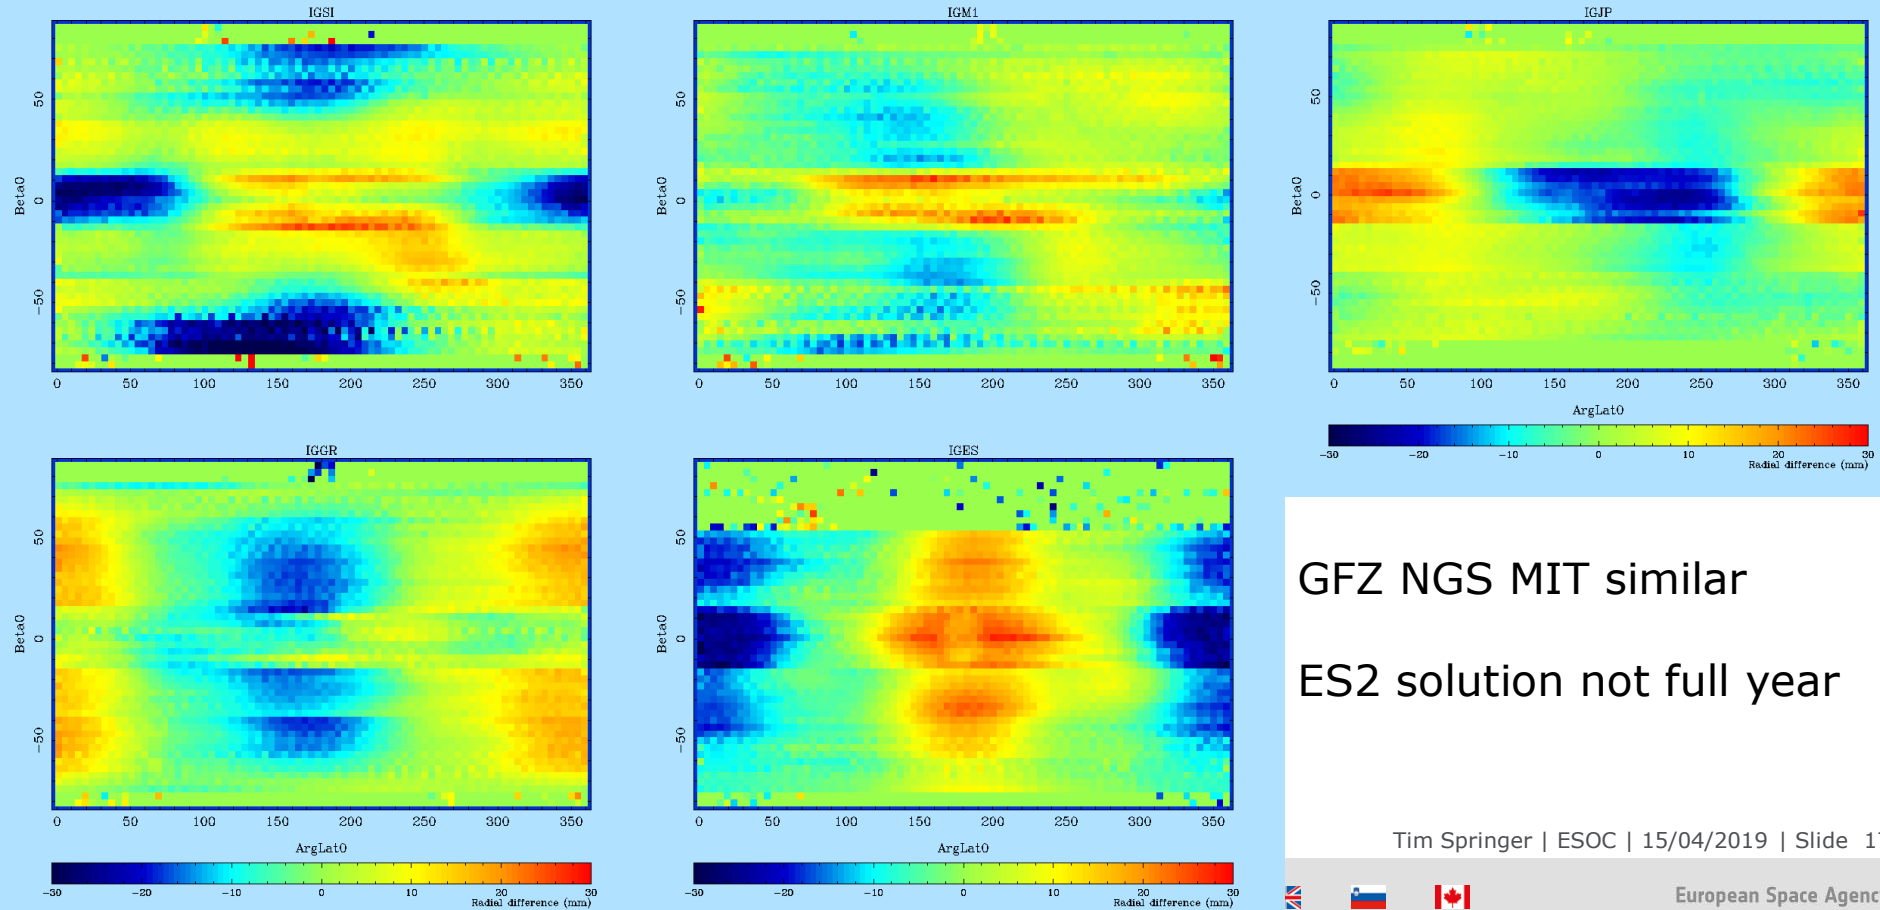 IGSI
IGM1
IGJP
Beta0
50
0
−50
0 50 100 150 200 250 300 350
Beta0
50
0
−50
0 50 100 150 200 250 300 350
Beta0
50
0
−50
0 50 100 150 200 250 300 350
ArgLat0
−30 −20 −10 0 10 20 30
Radial difference (mm)
IGGR
IGES
Beta0
50
0
−50
0 50 100 150 200 250 300 350
ArgLat0
−30 −20 −10 0 10 20 30
Radial difference (mm)
Beta0
50
0
−50
0 50 100 150 200 250 300 350
ArgLat0
−30 −20 −10 0 10 20 30
Radial difference (mm)
GFZ NGS MIT similar
ES2 solution not full year
Tim Springer | ESOC | 15/04/2019 | Slide 1
European Space Agenc